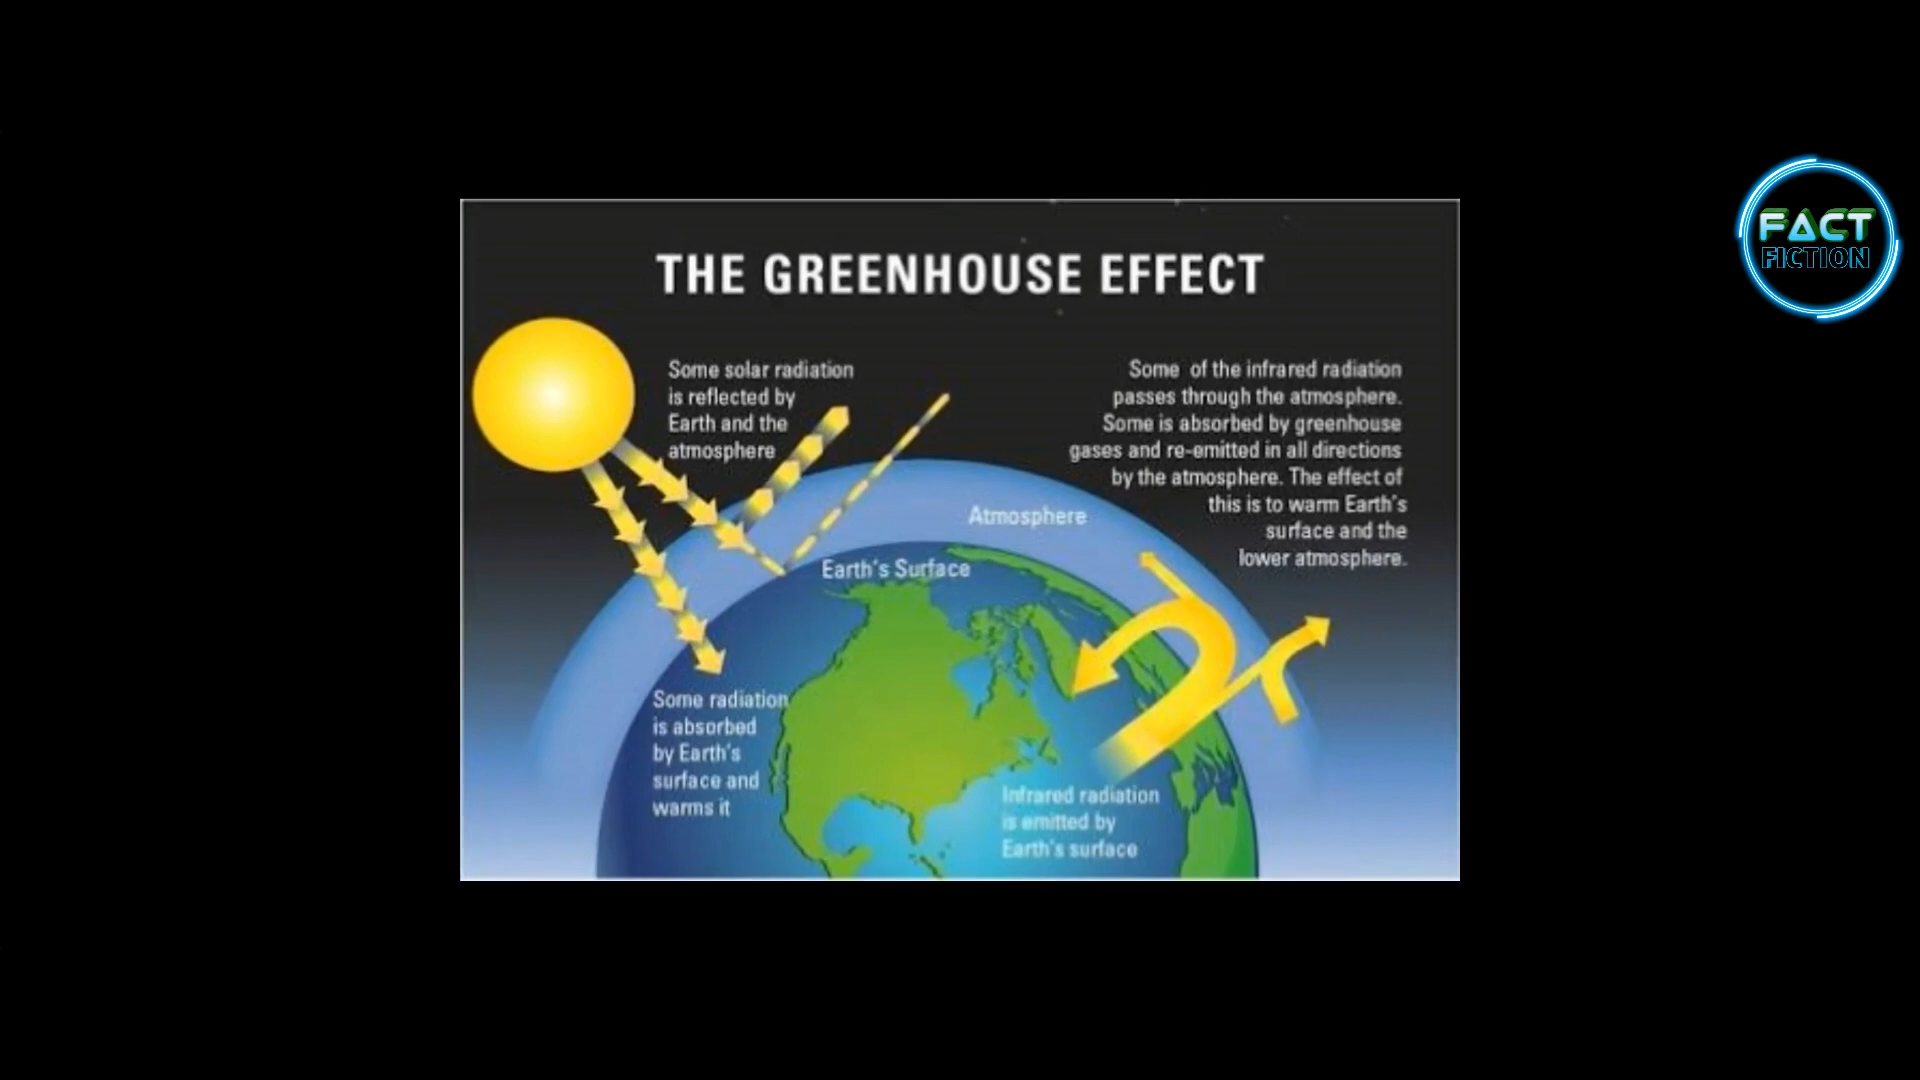 THE GREENHOUSE EFFECT
Some solar radiation
is reflected by
Earth and the
atmosphere
Some of the infrared radiation
passes through the atmosphere.
Some is absorbed by greenhouse
gases and re-emitted in all directions
by the atmosphere. The effect of
this is to warm Earth's
surface and the
lower atmosphere.
Atmosphere
Earth's Surface
Some radiation
is absorbed
by Earth's
surface and
warms it
Infrared radiation
is emitted by
Earth's surface
FACT
FICTION